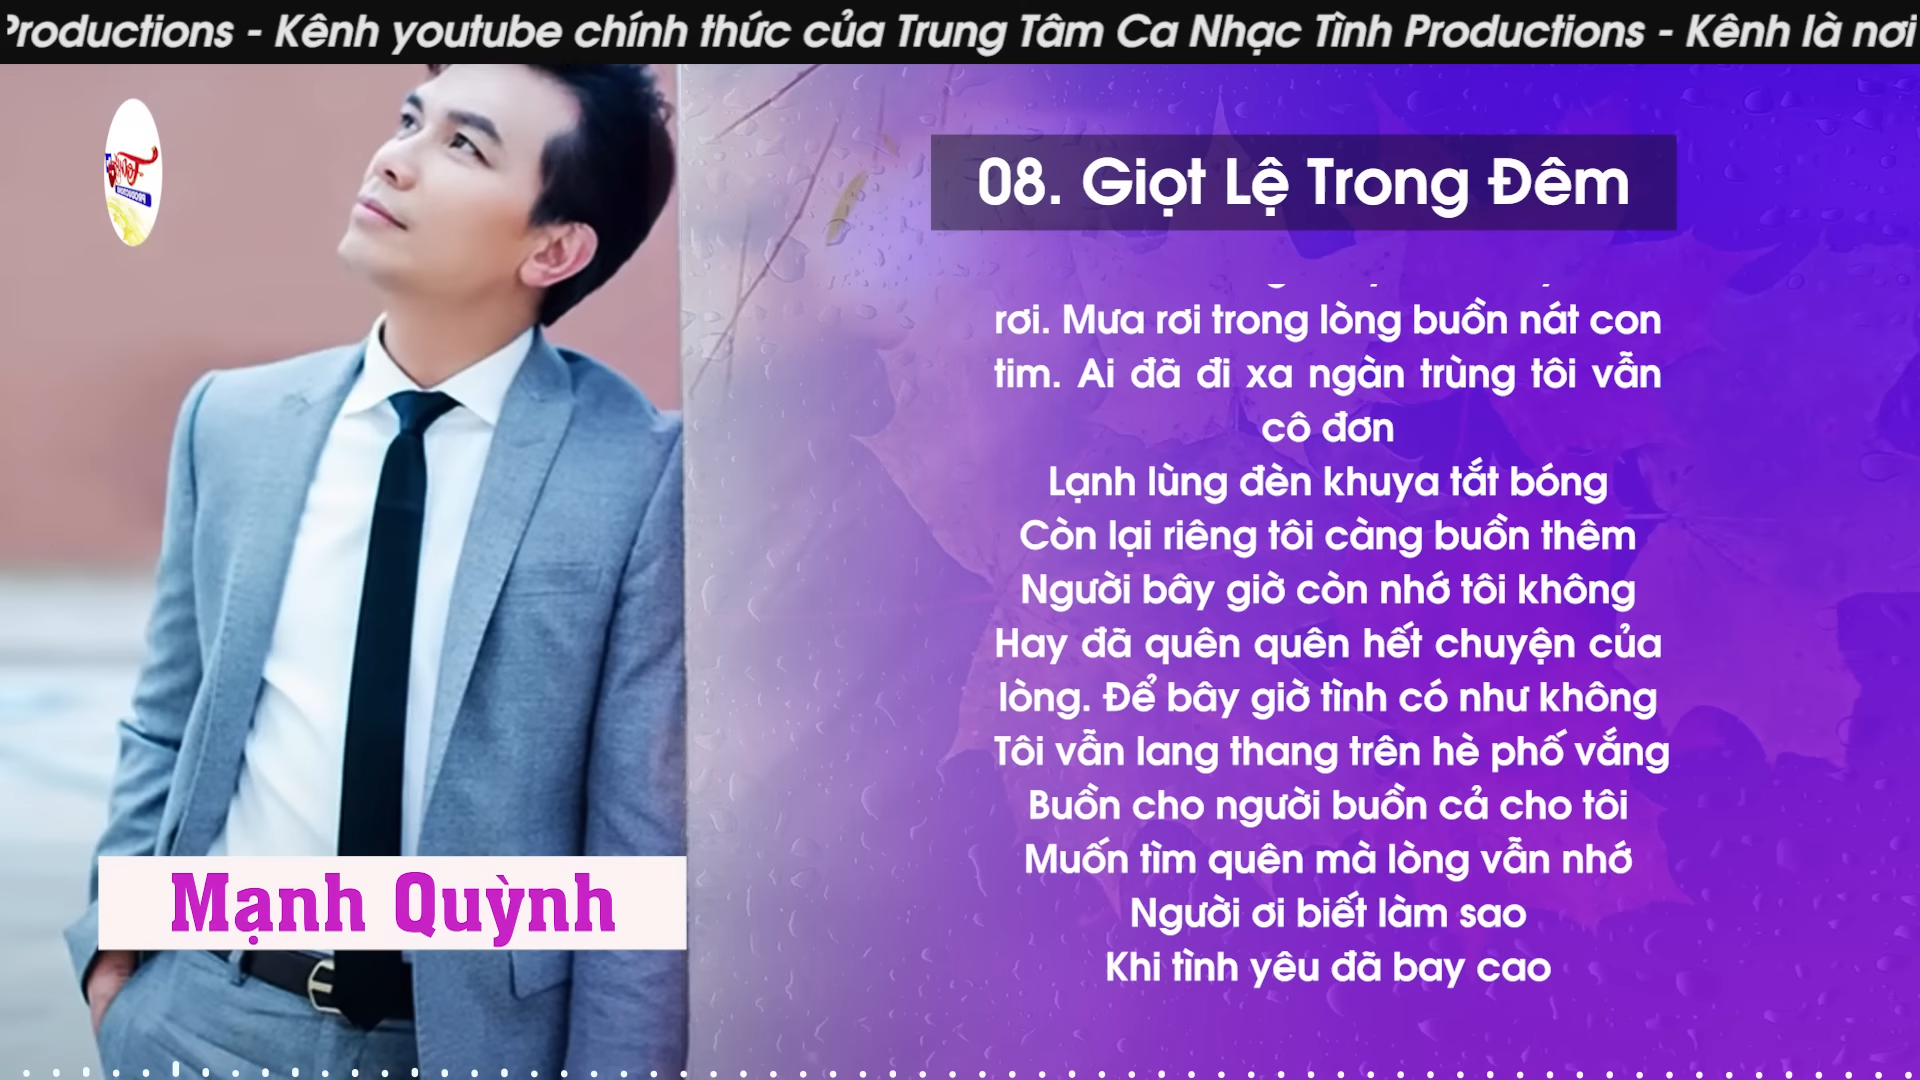 Productions - Kênh youtube chính thức của Trung Tâm Ca Nhạc Tình Productions - Kênh là nơi
08. Giọt Lệ Trong Đêm
rơi. Mưa rơi trong lòng buồn nát con
tim. Ai đã đi xa ngàn trùng tôi vẫn
cô đơn
Lạnh lùng đèn khuya tắt bóng
Còn lại riêng tôi càng buồn thêm
Người bây giờ còn nhớ tôi không
Hay đã quên quên hết chuyện của
lòng. Để bây giờ tình có như không
Tôi vẫn lang thang trên hè phố vắng
Buồn cho người buồn cả cho tôi
Muốn tìm quên mà lòng vẫn nhớ
Người ơi biết làm sao
Khi tình yêu đã bay cao
Mạnh Quỳnh